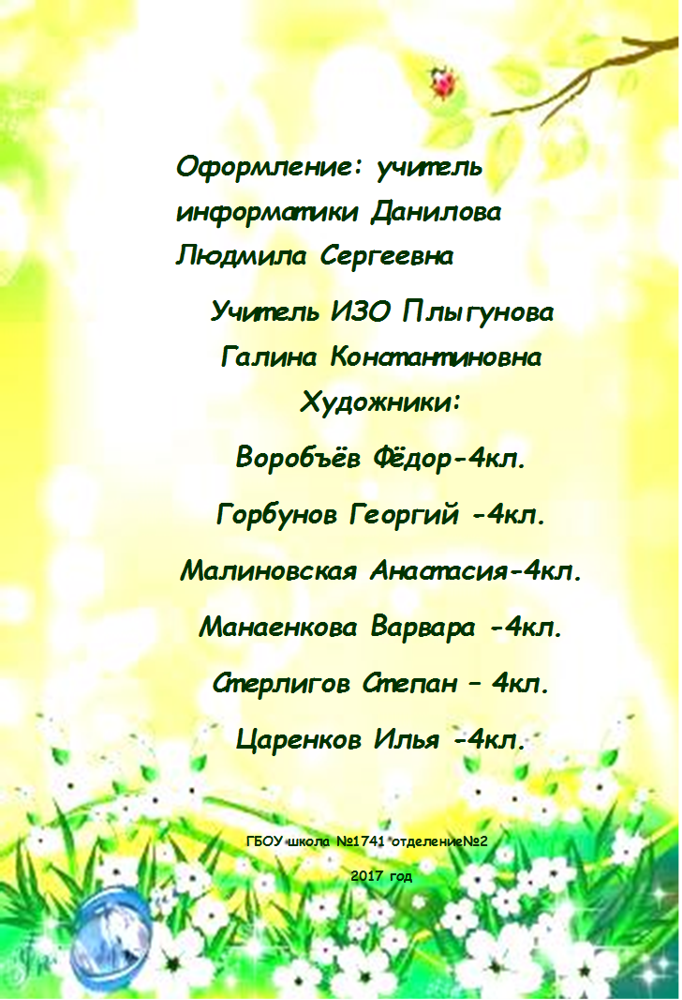 Оформление: учитель
информатики Данилова
Людмила Сергеевна
Учитель ИЗО Плыгунова
Галина Константиновна
Художники:
Воробъёв Фёдор-4кл.
Горбунов Георгий -4кл.
Малиновская Анастасия-4кл.
Манаенкова Варвара -4кл.
Стерлигов Степан – 4кл.
Царенков Илья -4кл.
ГБОУ школа №1741 отделение№2
2017 год